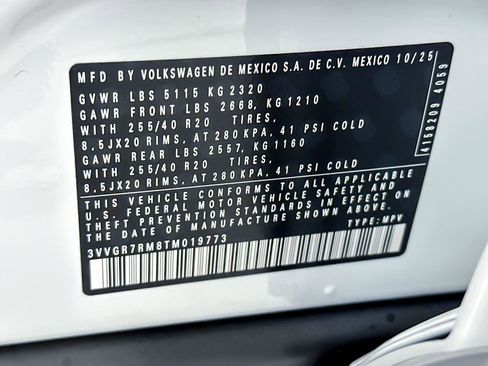 MFD BY VOLKSWAGEN DE MEXICO S.A. DE C.V. MEXICO 10/25
GVWR LBS 5115 KG 2320
GAWR FRONT LBS 2668, KG 1210
WITH 255/40 R20 TIRES,
8.5JX20 RIMS, AT 280 KPA, 41 PSI COLD
GAWR REAR LBS 2557, KG 1160
WITH 255/40 R20 TIRES,
8.5JX20 RIMS, AT 280 KPA, 41 PSI COLD
THIS VEHICLE CONFORMS TO ALL APPLICABLE
U.S. FEDERAL MOTOR VEHICLE SAFETY AND
THEFT PREVENTION STANDARDS IN EFFECT ON
THE DATE OF MANUFACTURE SHOWN ABOVE.
3VVGR7RM8TM019773 TYPE: MPV
A158209 4059